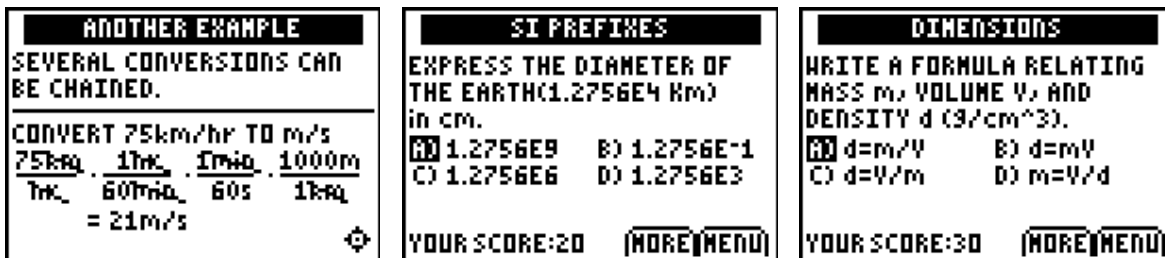 ANOTHER EXAMPLE
SEVERAL CONVERSIONS CAN
BE CHAINED.
CONVERT 75km/hr TO m/s
75km . 1hr . 1min . 1000m
hr 60min 60s 1km
= 21m/s
SI PREFIXES
EXPRESS THE DIAMETER OF
THE EARTH(1.2756E4 Km)
in cm.
A) 1.2756E9 B) 1.2756E-1
C) 1.2756E6 D) 1.2756E3
YOUR SCORE:20 MORE MENU
DIMENSIONS
WRITE A FORMULA RELATING
MASS m, VOLUME V, AND
DENSITY d (g/cm^3).
A) d=m/V B) d=mV
C) d=V/m D) m=V/d
YOUR SCORE:30 MORE MENU